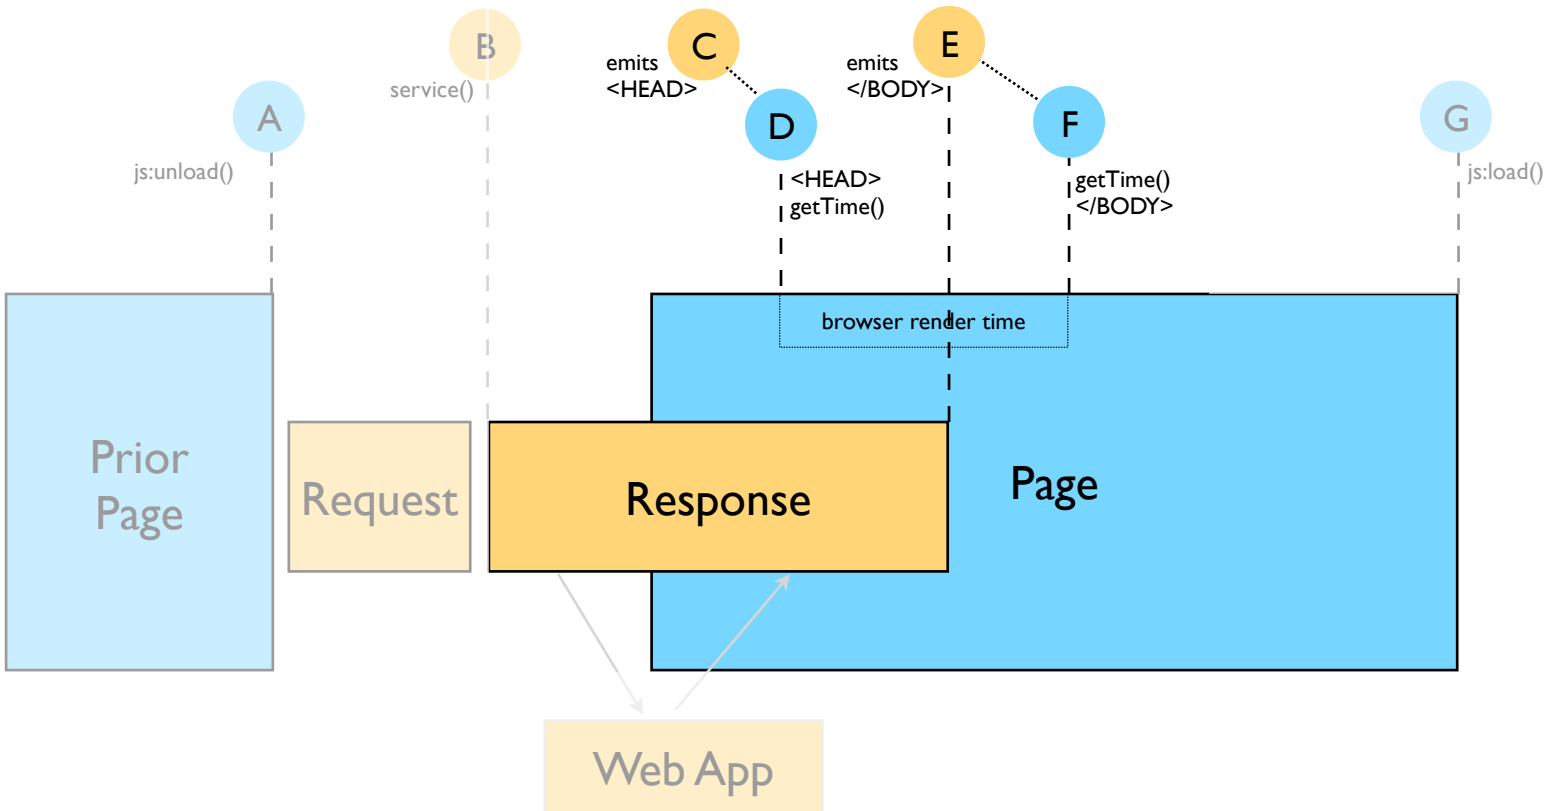 B
C
E
emits
<HEAD>
emits
</BODY>
service()
A
D
F
G
js:unload()
<HEAD>
getTime()
getTime()
</BODY>
js:load()
browser render time
Prior
Page
Request
Response
Page
Web App